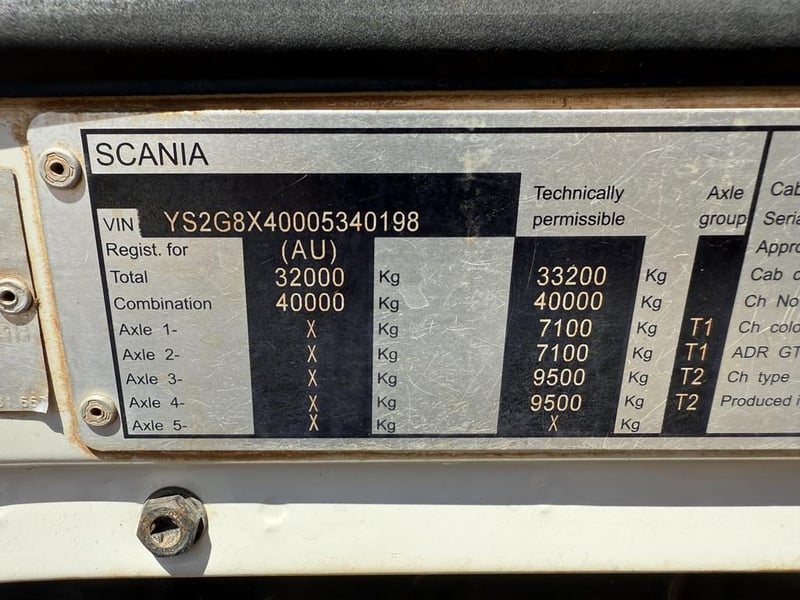 SCANIA
Technically permissible
Axle group
Cab
VIN YS2G8X40005340198
Regist. for (AU)
Total 32000 Kg 33200 Kg Cab
Combination 40000 Kg 40000 Kg Ch No
Axle 1- X Kg 7100 Kg T1 Ch
Axle 2- X Kg 7100 Kg T1 ADR GT
Axle 3- X Kg 9500 Kg T2 Ch type
Axle 4- X Kg 9500 Kg T2 Produced
Axle 5- X Kg X Kg